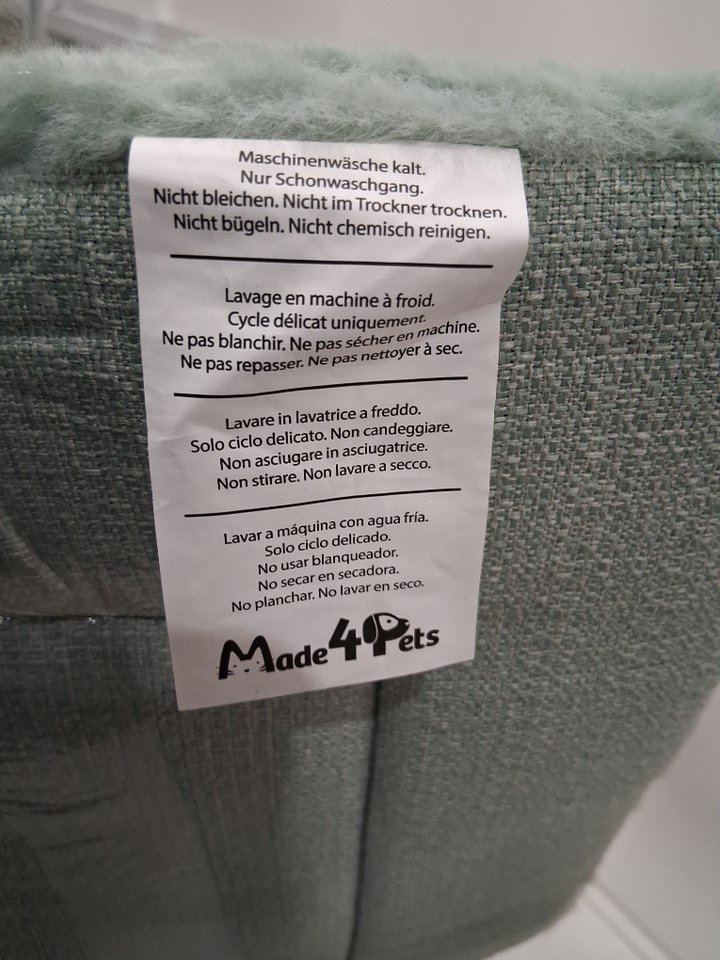 Maschinenwäsche kalt.
Nur Schonwaschgang.
Nicht bleichen. Nicht im Trockner trocknen.
Nicht bügeln. Nicht chemisch reinigen.
Lavage en machine à froid.
Cycle délicat uniquement.
Ne pas blanchir. Ne pas sécher en machine.
Ne pas repasser. Ne pas nettoyer à sec.
Lavare in lavatrice a freddo.
Solo ciclo delicato. Non candeggiare.
Non asciugare in asciugatrice.
Non stirare. Non lavare a secco.
Lavar a máquina con agua fría.
Solo ciclo delicado.
No usar blanqueador.
No secar en secadora.
No planchar. No lavar en seco.
Made4Pets